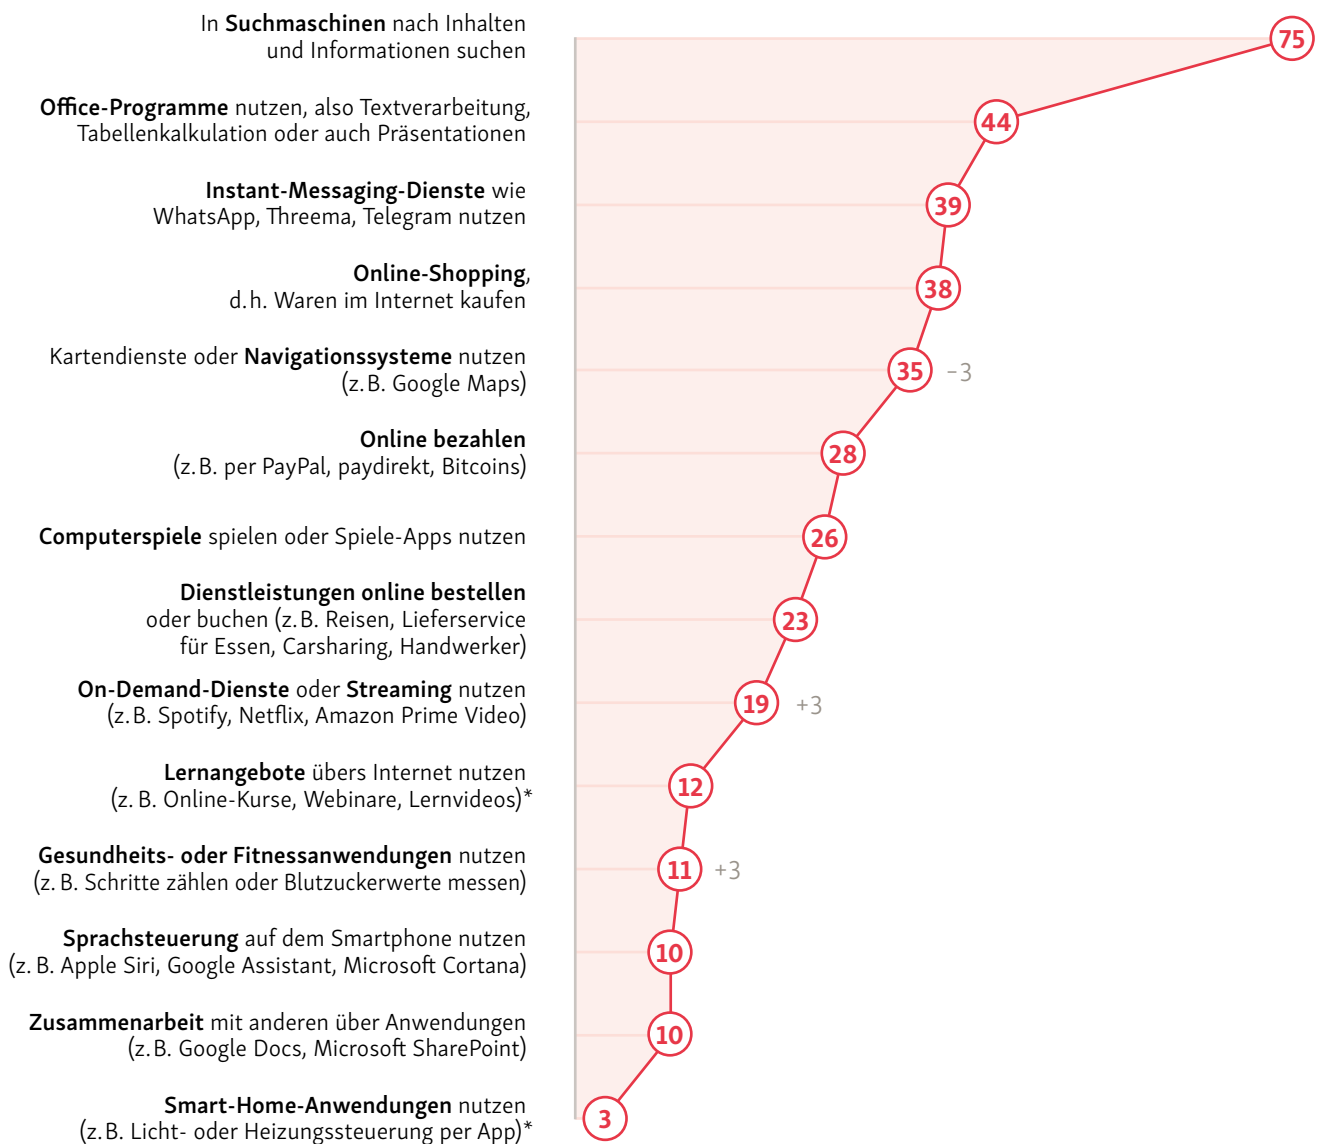 In Suchmaschinen nach Inhalten
und Informationen suchen
75
Office-Programme nutzen, also Textverarbeitung,
Tabellenkalkulation oder auch Präsentationen
44
Instant-Messaging-Dienste wie
WhatsApp, Threema, Telegram nutzen
39
Online-Shopping,
d.h. Waren im Internet kaufen
38
Kartendienste oder Navigationssysteme nutzen
(z.B. Google Maps)
35 −3
Online bezahlen
(z.B. per PayPal, paydirekt, Bitcoins)
28
Computerspiele spielen oder Spiele-Apps nutzen
26
Dienstleistungen online bestellen
oder buchen (z.B. Reisen, Lieferservice
für Essen, Carsharing, Handwerker)
23
On-Demand-Dienste oder Streaming nutzen
(z.B. Spotify, Netflix, Amazon Prime Video)
19 +3
Lernangebote übers Internet nutzen
(z. B. Online-Kurse, Webinare, Lernvideos)*
12
Gesundheits- oder Fitnessanwendungen nutzen
(z. B. Schritte zählen oder Blutzuckerwerte messen)
11 +3
Sprachsteuerung auf dem Smartphone nutzen
(z. B. Apple Siri, Google Assistant, Microsoft Cortana)
10
Zusammenarbeit mit anderen über Anwendungen
(z.B. Google Docs, Microsoft SharePoint)
10
Smart-Home-Anwendungen nutzen
(z.B. Licht- oder Heizungssteuerung per App)*
3